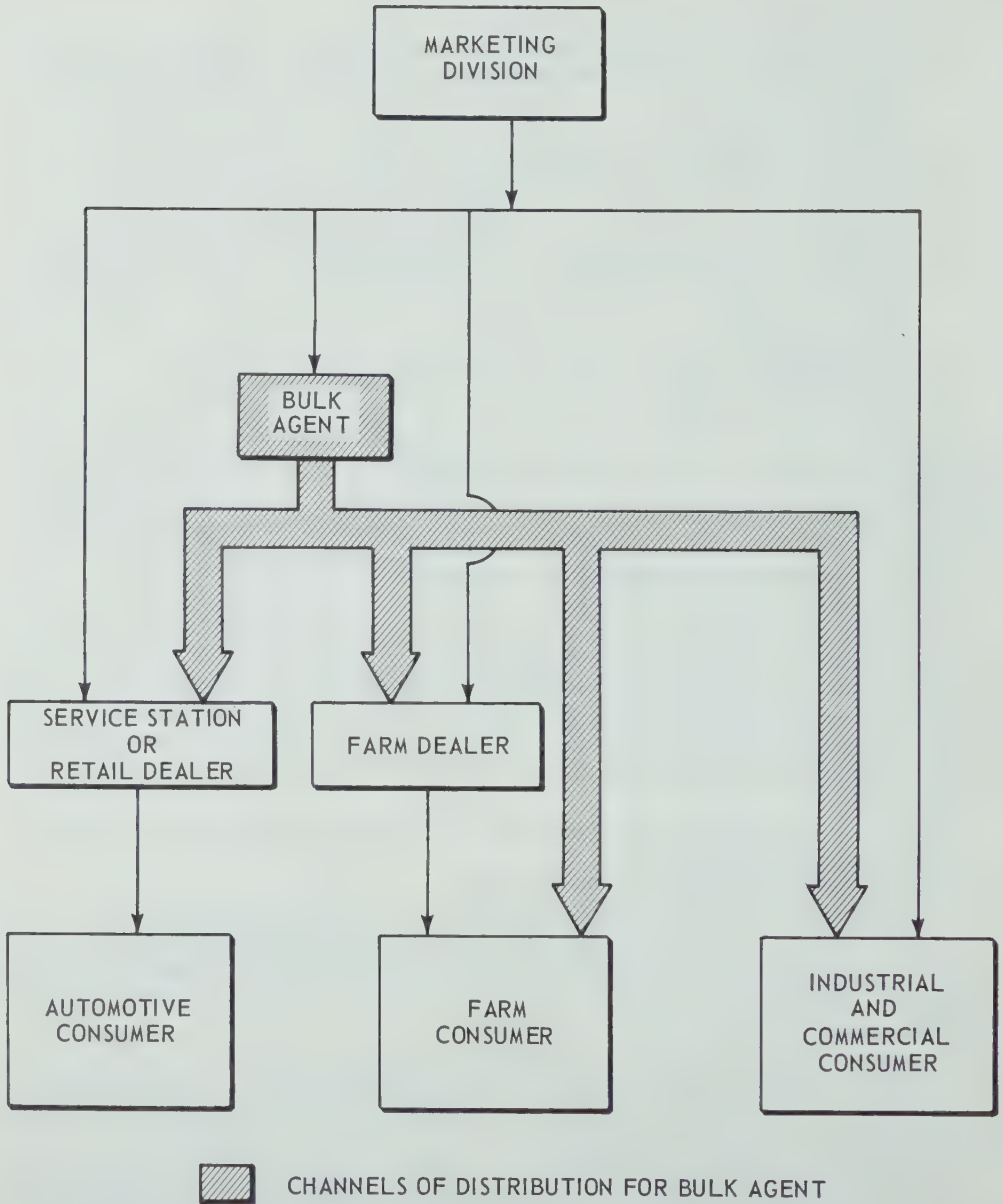 MARKETING
DIVISION
BULK
AGENT
SERVICE STATION
OR
RETAIL DEALER
FARM DEALER
AUTOMOTIVE
CONSUMER
FARM
CONSUMER
INDUSTRIAL
AND
COMMERCIAL
CONSUMER
CHANNELS OF DISTRIBUTION FOR BULK AGENT